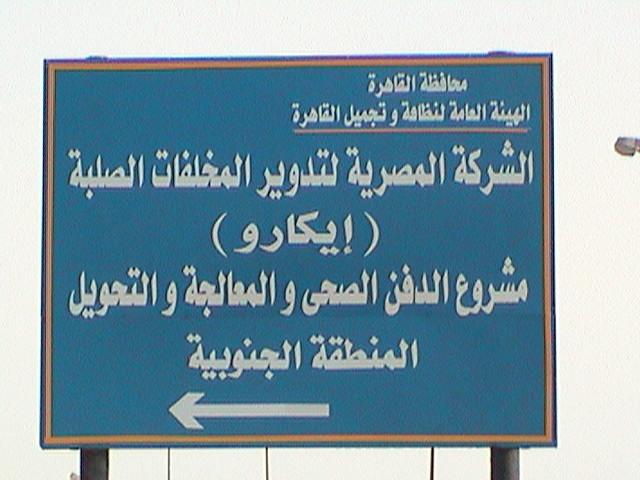 محافظة القاهرة
الهيئة العامة لنظافة و تجميل القاهرة
الشركة المصرية لتدوير المخلفات الصلبة
( إيكارو )
مشروع الدفن الصحى و المعالجة و التحويل
المنطقة الجنوبية